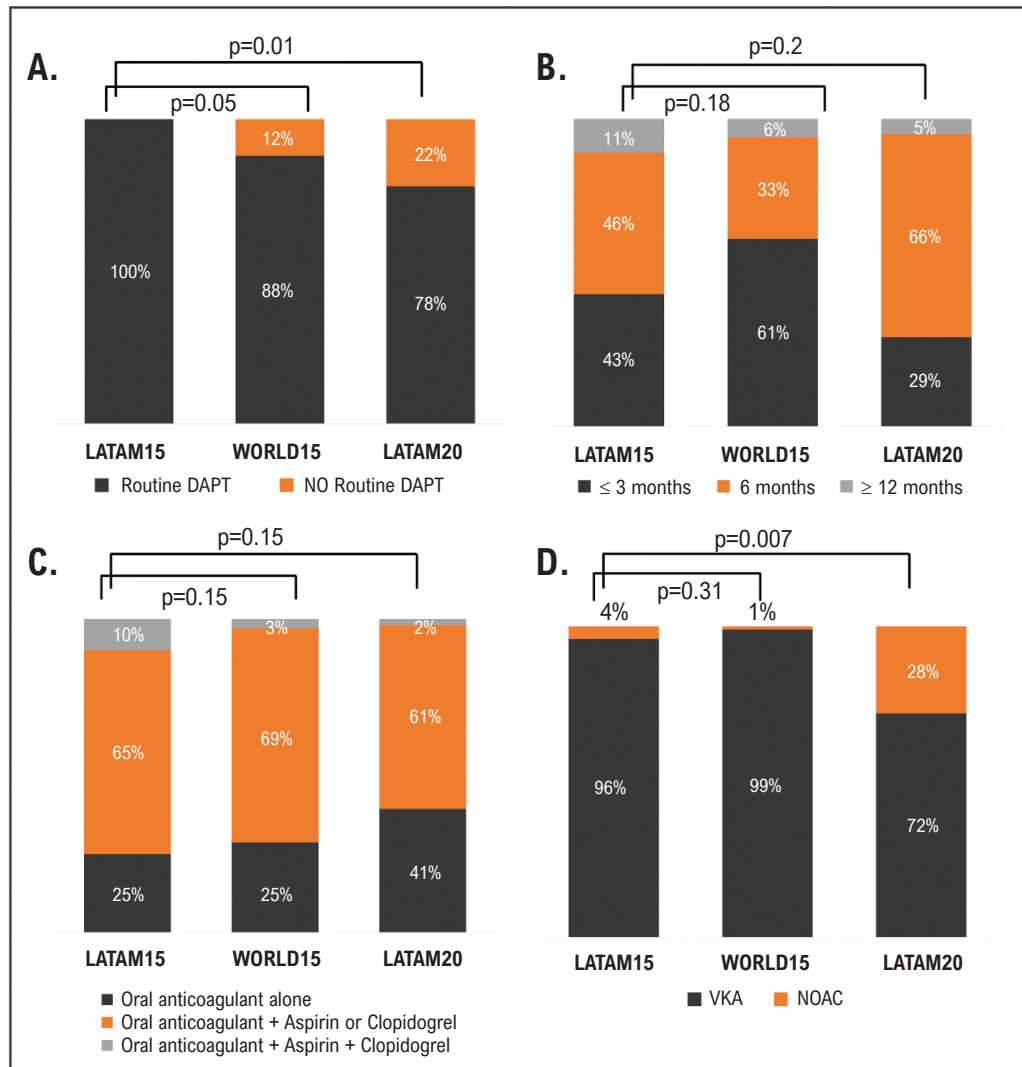 A.
p=0.01
p=0.05
12%
22%
100%
88%
78%
LATAM15 WORLD15 LATAM20
Routine DAPT NO Routine DAPT
B.
p=0.2
p=0.18
11%
6%
5%
46%
33%
66%
43%
61%
29%
LATAM15 WORLD15 LATAM20
≤ 3 months 6 months ≥ 12 months
C.
p=0.15
p=0.15
10%
3%
2%
65%
69%
61%
25%
25%
41%
LATAM15 WORLD15 LATAM20
Oral anticoagulant alone
Oral anticoagulant + Aspirin or Clopidogrel
Oral anticoagulant + Aspirin + Clopidogrel
D.
p=0.007
p=0.31
4%
1%
28%
96%
99%
72%
LATAM15 WORLD15 LATAM20
VKA NOAC